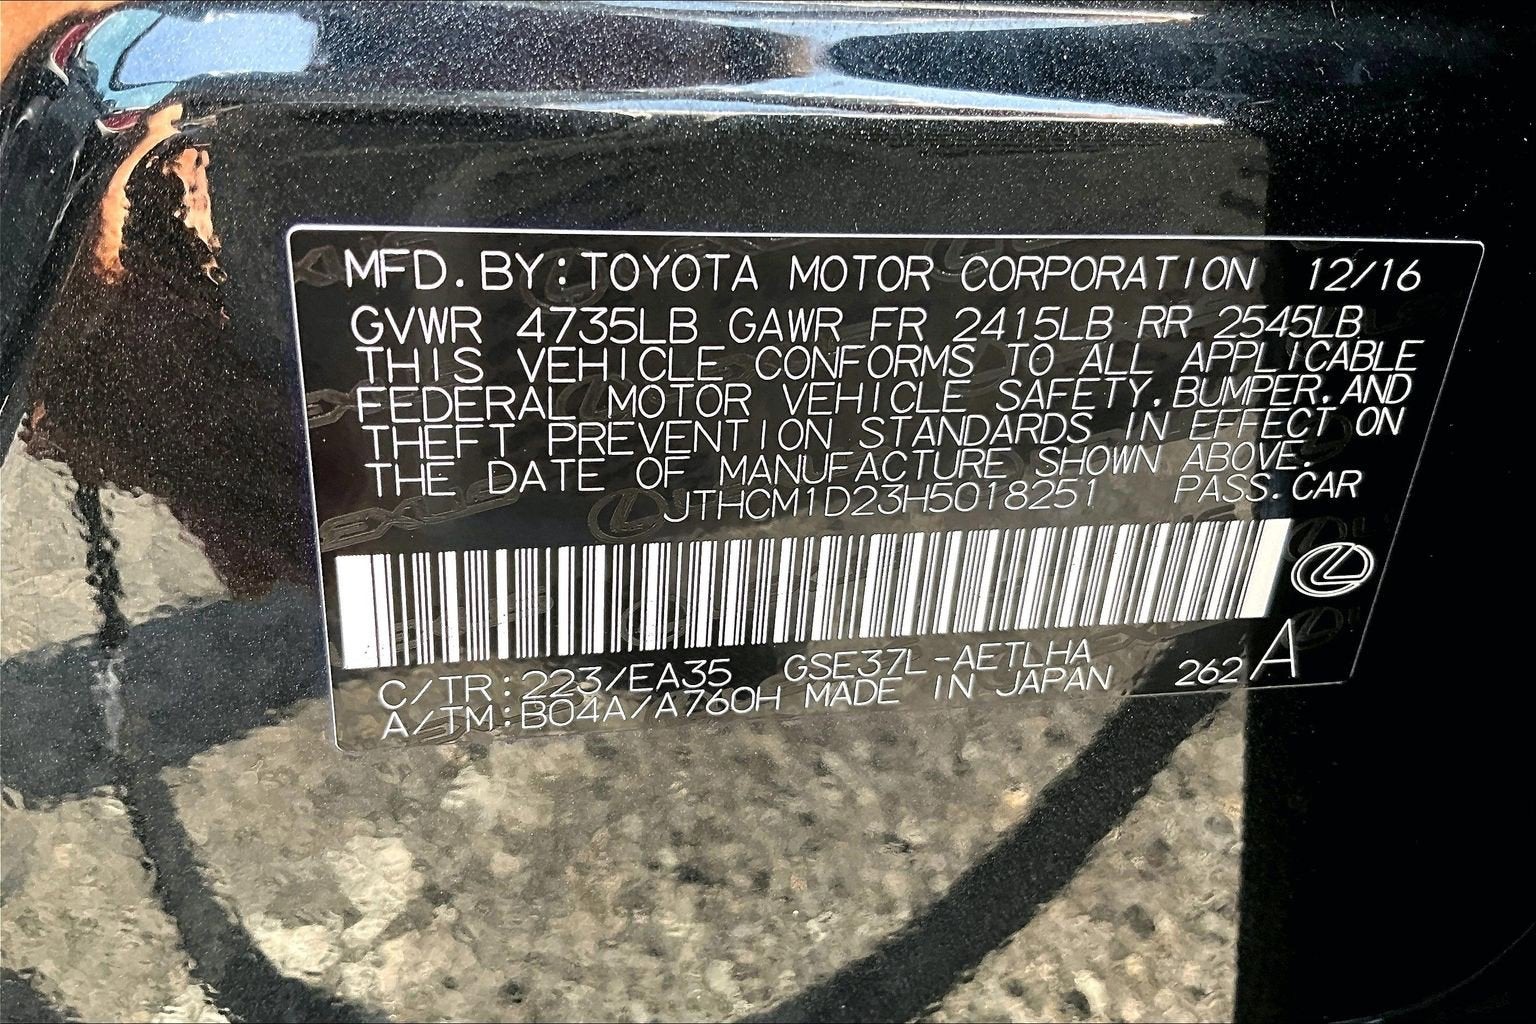 MFD. BY: TOYOTA MOTOR CORPORATION 12/16
GVWR 4735LB GAWR FR 2415LB RR 2545LB
THIS VEHICLE CONFORMS TO ALL APPLICABLE
FEDERAL MOTOR VEHICLE SAFETY. BUMPER. AND
THEFT PREVENTION STANDARDS IN EFFECT ON
THE DATE OF MANUFACTURE SHOWN ABOVE.
JTHCM1D23H5018251 PASS. CAR
C/TR: 223/EA35 GSE37L-AETLHA 262 A
A/TM: B04A/A760H MADE IN JAPAN